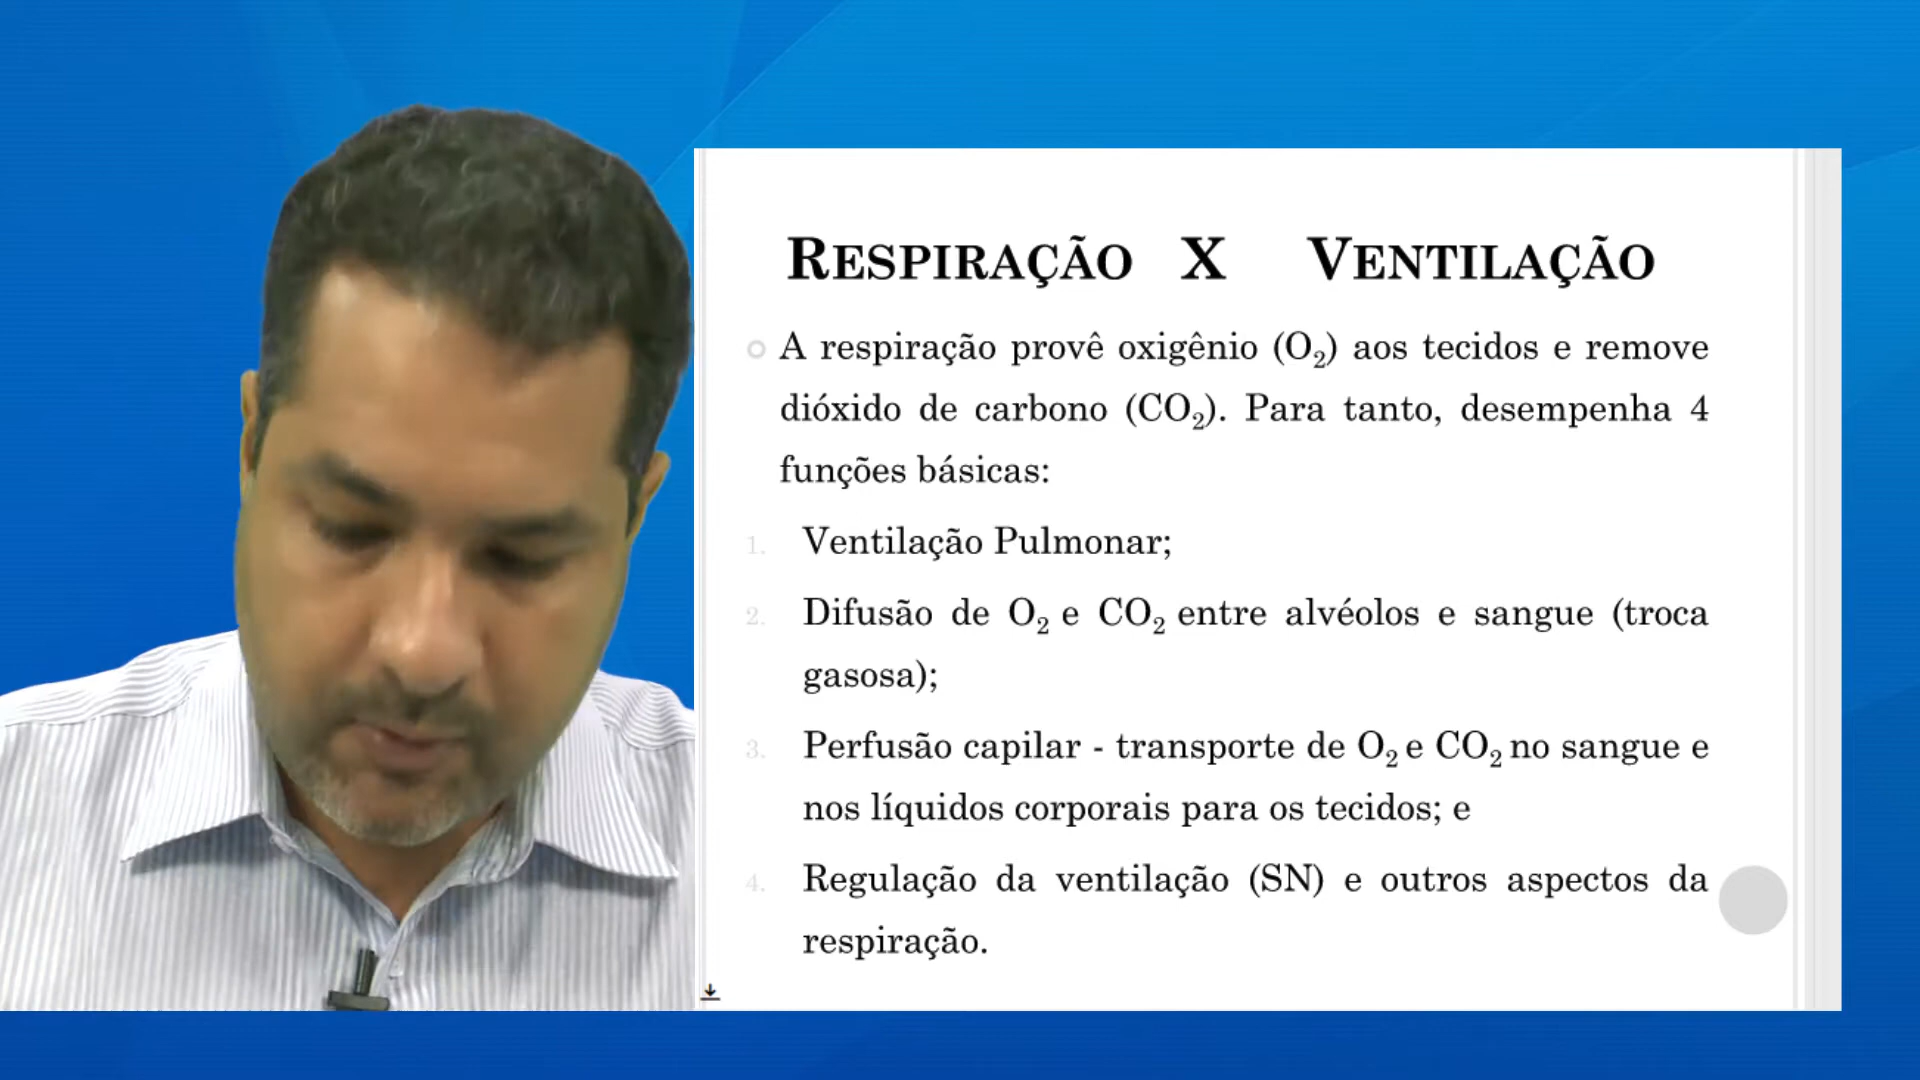 RESPIRAÇÃO X VENTILAÇÃO
A respiração provê oxigênio (O₂) aos tecidos e remove
dióxido de carbono (CO₂). Para tanto, desempenha 4
funções básicas:
1. Ventilação Pulmonar;
2. Difusão de O₂ e CO₂ entre alvéolos e sangue (troca
gasosa);
3. Perfusão capilar - transporte de O₂ e CO₂ no sangue e
nos líquidos corporais para os tecidos; e
4. Regulação da ventilação (SN) e outros aspectos da
respiração.